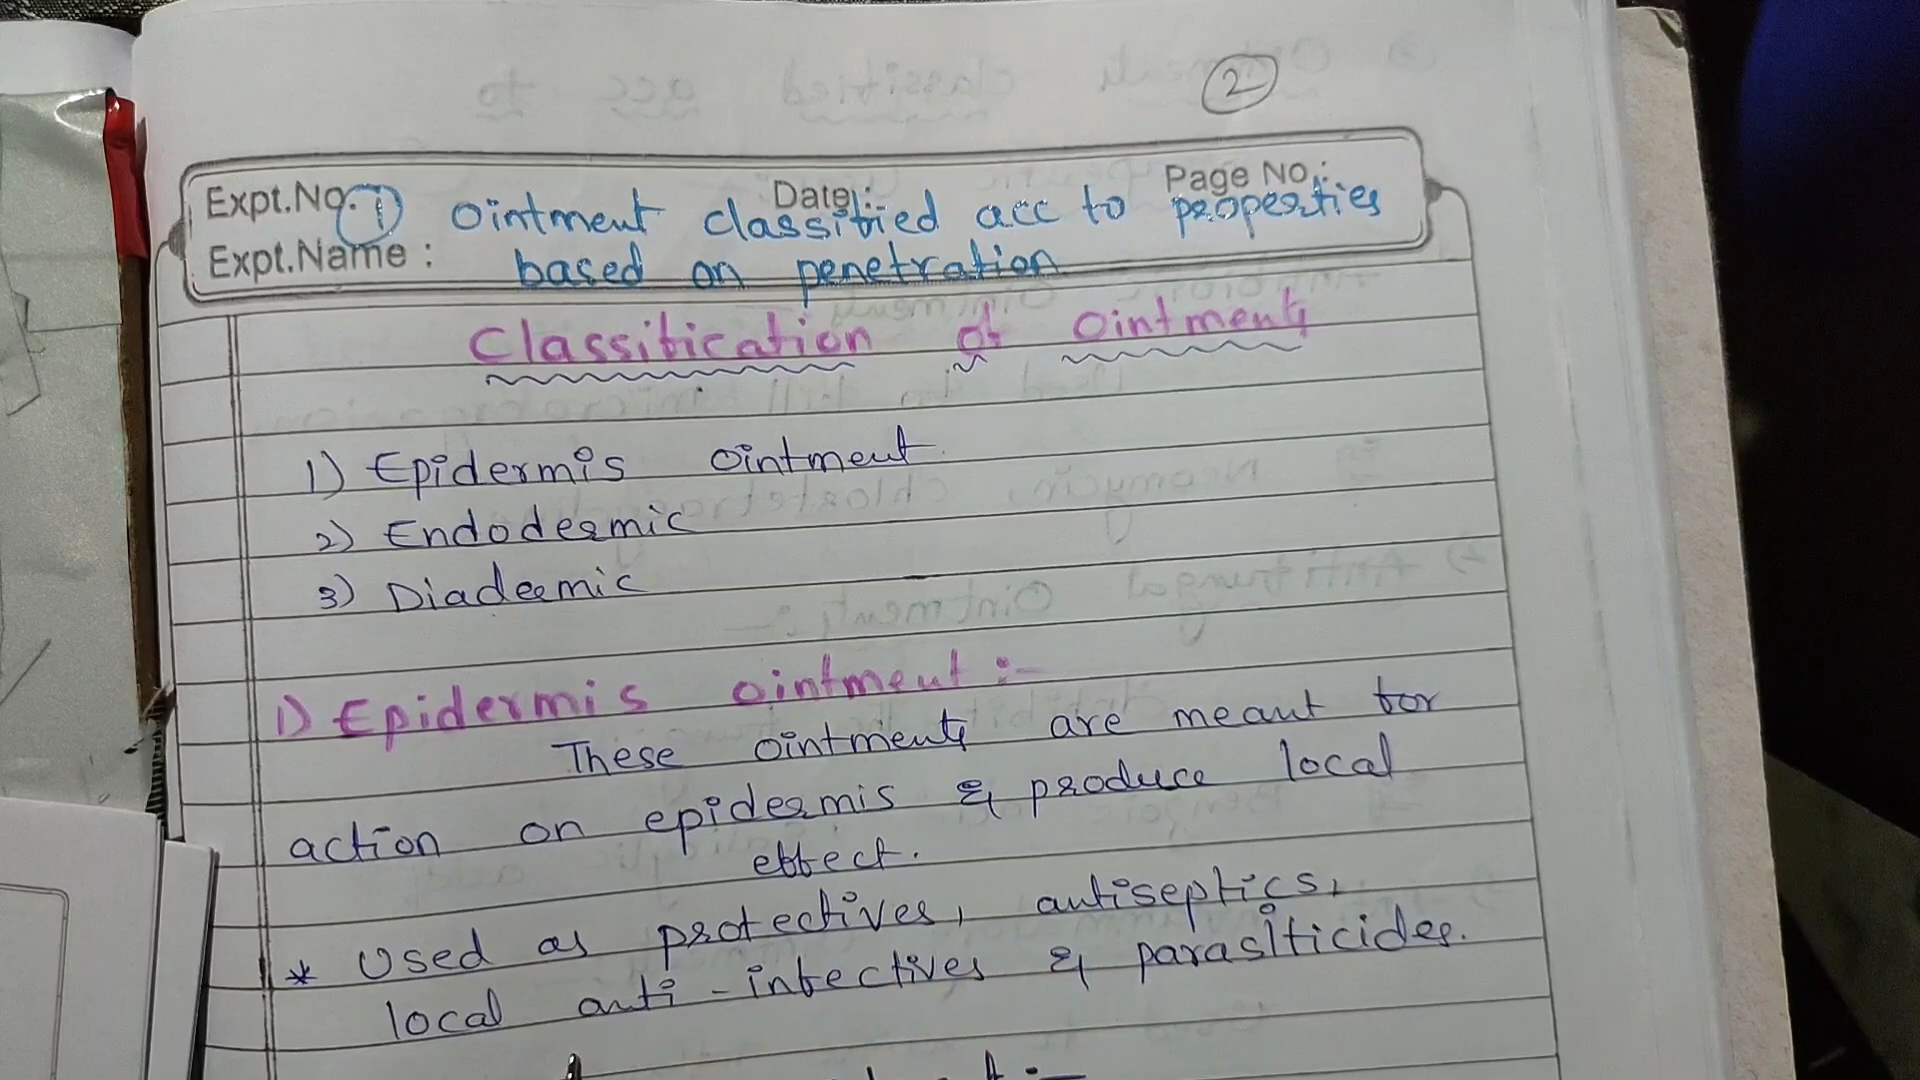 2
Expt.No. Date: Page No.:
1) Ointment classified acc to properties
Expt.Name :
based on penetration
Classification of Ointments
1) Epidermis Ointment
2) Endodermic
3) Diadermic
1) Epidermis Ointment :-
These Ointments are meant for
action on epidermis & produce local
effect.
* Used as protectives, antiseptics,
local anti-infectives & parasiticides.